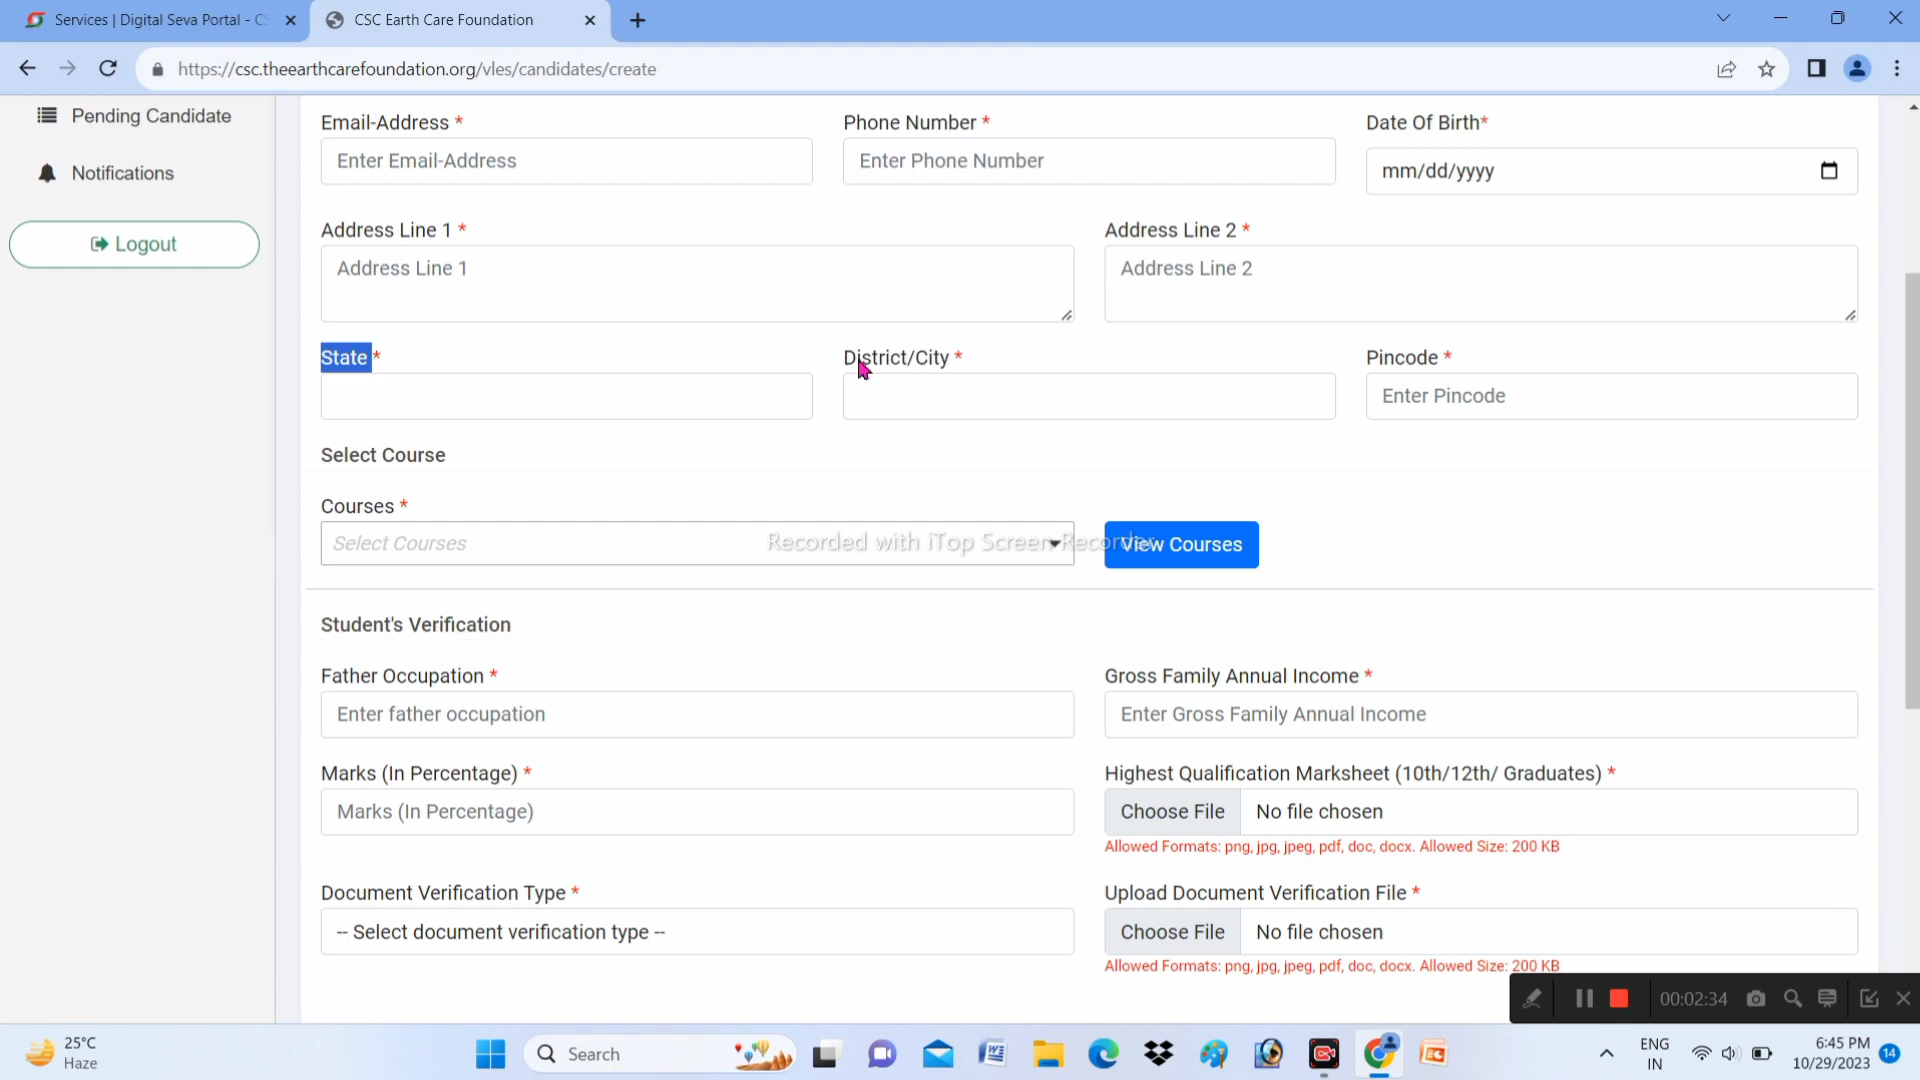 Services | Digital Seva Portal - CS
CSC Earth Care Foundation
https://csc.theearthcarefoundation.org/vles/candidates/create
Pending Candidate
Notifications
Logout
Email-Address *
Phone Number *
Date Of Birth*
Enter Email-Address
Enter Phone Number
mm/dd/yyyy
Address Line 1 *
Address Line 2 *
Address Line 1
Address Line 2
State *
District/City *
Pincode *
Enter Pincode
Select Course
Courses *
Select Courses
View Courses
Recorded with iTop Screen Recorder
Student's Verification
Father Occupation *
Gross Family Annual Income *
Enter father occupation
Enter Gross Family Annual Income
Marks (In Percentage) *
Highest Qualification Marksheet (10th/12th/ Graduates) *
Marks (In Percentage)
Choose File No file chosen
Allowed Formats: png, jpg, jpeg, pdf, doc, docx. Allowed Size: 200 KB
Document Verification Type *
Upload Document Verification File *
-- Select document verification type --
Choose File No file chosen
Allowed Formats: png, jpg, jpeg, pdf, doc, docx. Allowed Size: 200 KB
00:02:34
25°C
Haze
Search
ENG
IN
6:45 PM
10/29/2023
14